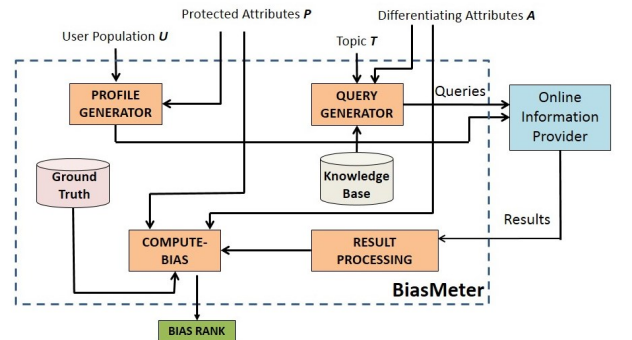 Protected Attributes P
Differentiating Attributes A
User Population U
Topic T
PROFILE
GENERATOR
QUERY
GENERATOR
Queries
Online
Information
Provider
Ground
Truth
Knowledge
Base
Results
COMPUTE-
BIAS
RESULT
PROCESSING
BiasMeter
BIAS RANK